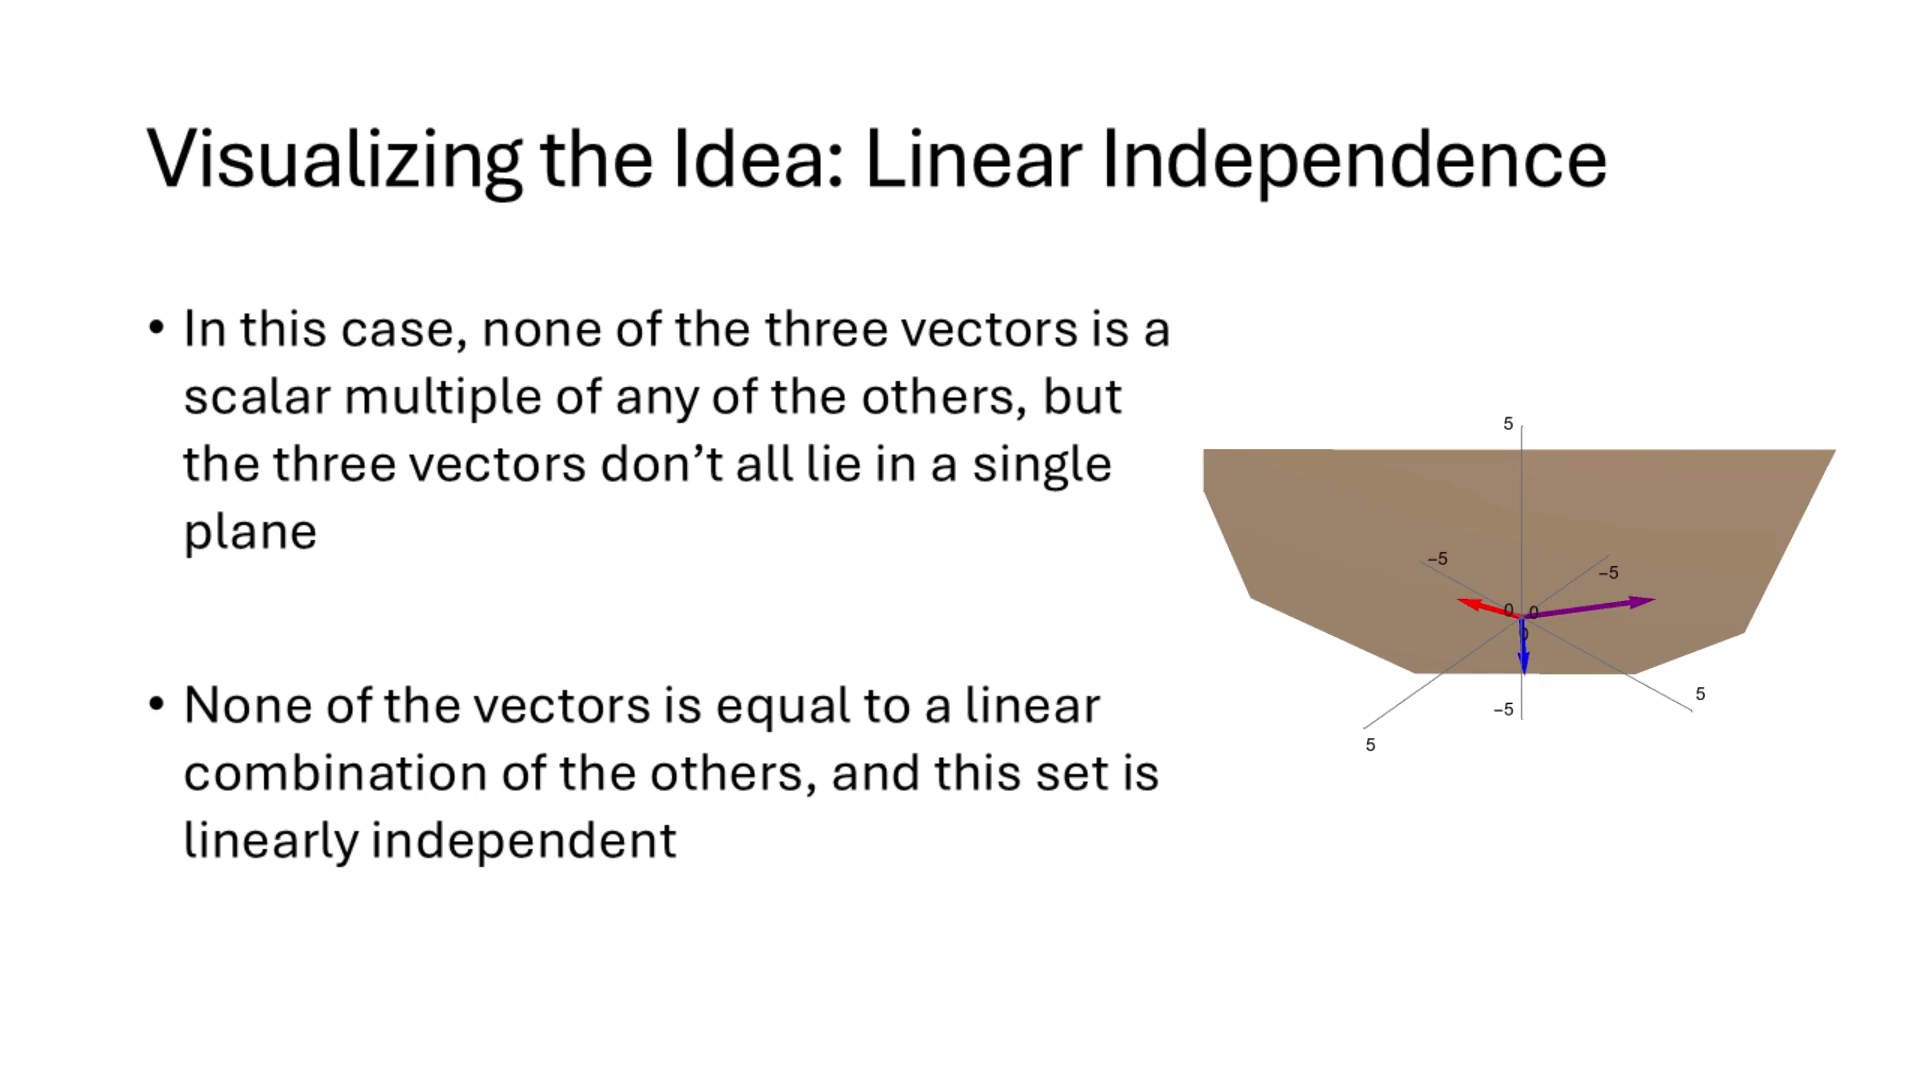 Visualizing the Idea: Linear Independence
• In this case, none of the three vectors is a
scalar multiple of any of the others, but
the three vectors don’t all lie in a single
plane
• None of the vectors is equal to a linear
combination of the others, and this set is
linearly independent
5
−5
−5
0 0
0
5
−5
5